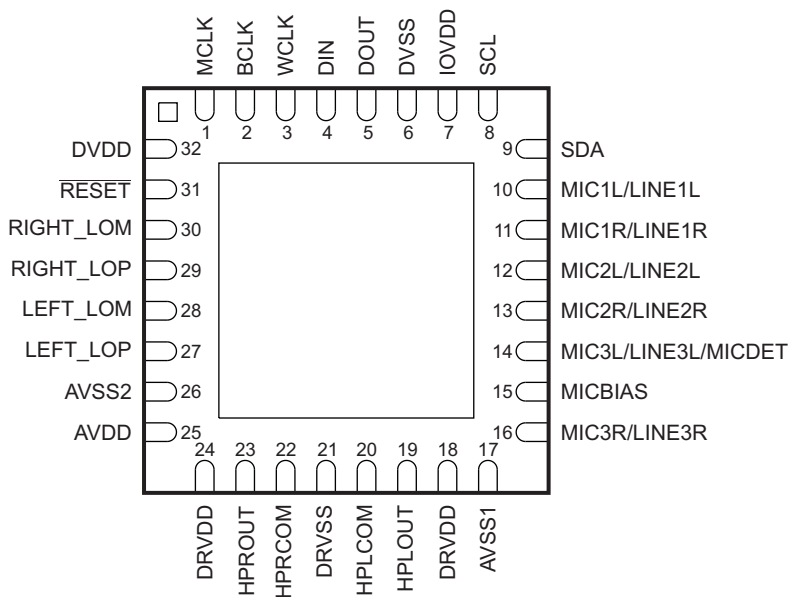 MCLK
BCLK
WCLK
DIN
DOUT
DVSS
IOVDD
SCL
1
2
3
4
5
6
7
8
DVDD 32
RESET 31
RIGHT_LOM 30
RIGHT_LOP 29
LEFT_LOM 28
LEFT_LOP 27
AVSS2 26
AVDD 25
9 SDA
10 MIC1L/LINE1L
11 MIC1R/LINE1R
12 MIC2L/LINE2L
13 MIC2R/LINE2R
14 MIC3L/LINE3L/MICDET
15 MICBIAS
16 MIC3R/LINE3R
24
23
22
21
20
19
18
17
DRVDD
HPROUT
HPRCOM
DRVSS
HPLCOM
HPLOUT
DRVDD
AVSS1